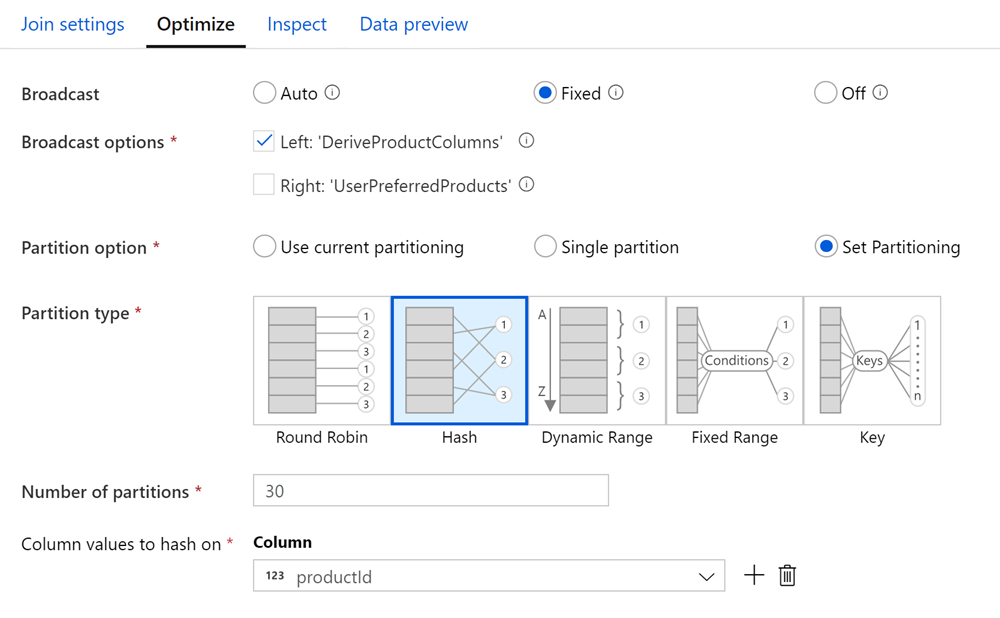 Join settings Optimize Inspect Data preview
Broadcast Auto Fixed Off
Broadcast options * Left: 'DeriveProductColumns'
Right: 'UserPreferredProducts'
Partition option * Use current partitioning Single partition Set Partitioning
Partition type *
1 2 3 1 2 3
1 2 3
A Z 1 2 3
Conditions 1 2 3
Keys 1 n
Round Robin Hash Dynamic Range Fixed Range Key
Number of partitions * 30
Column values to hash on * Column
123 productId